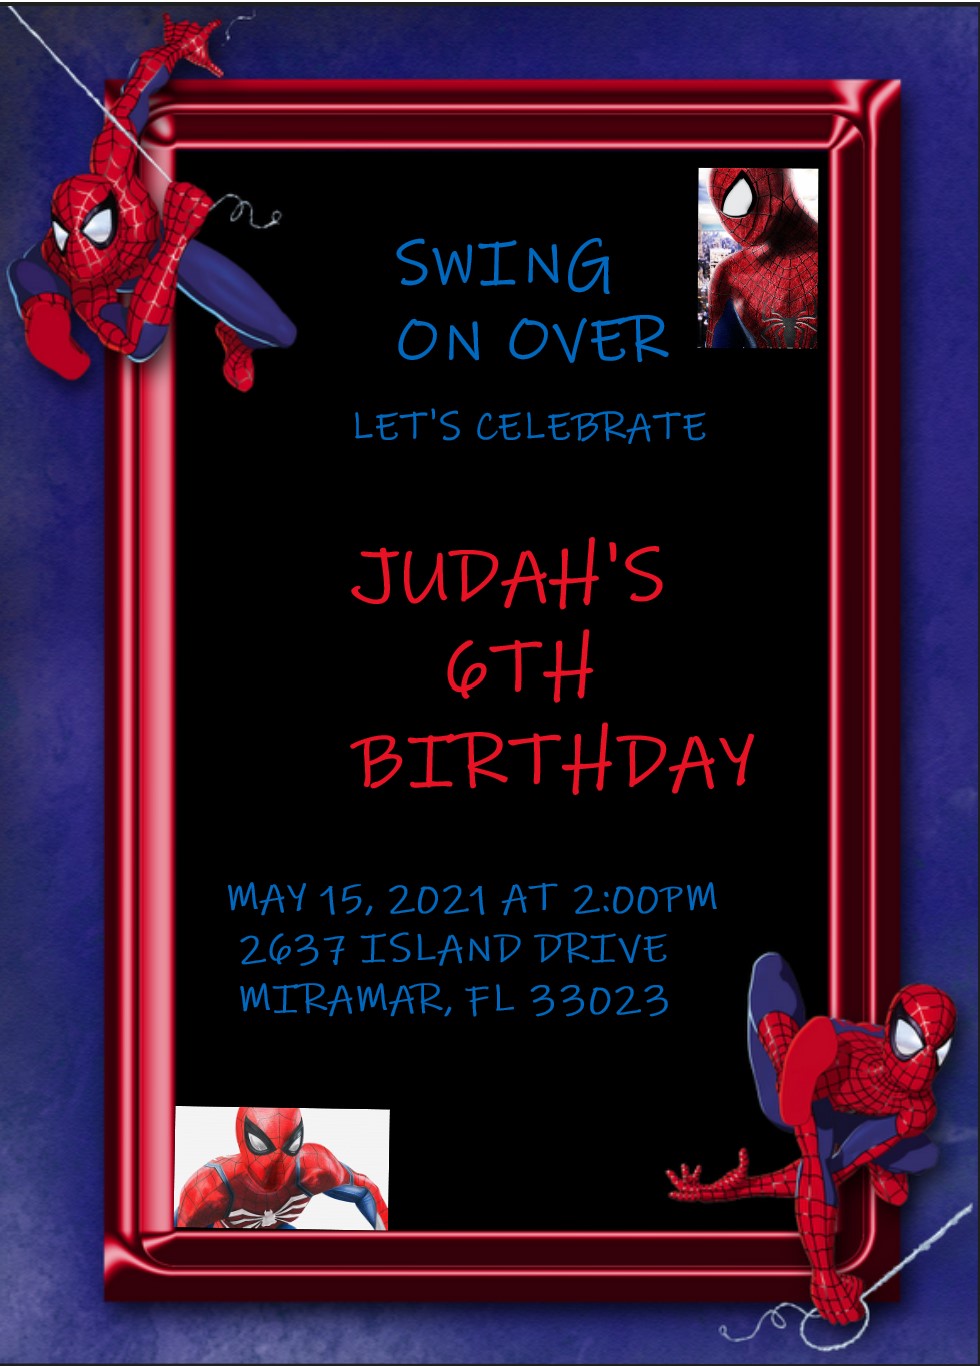 SWING
ON OVER
LET'S CELEBRATE
JUDAH'S
6TH
BIRTHDAY
MAY 15, 2021 AT 2:00PM
2637 ISLAND DRIVE
MIRAMAR, FL 33023